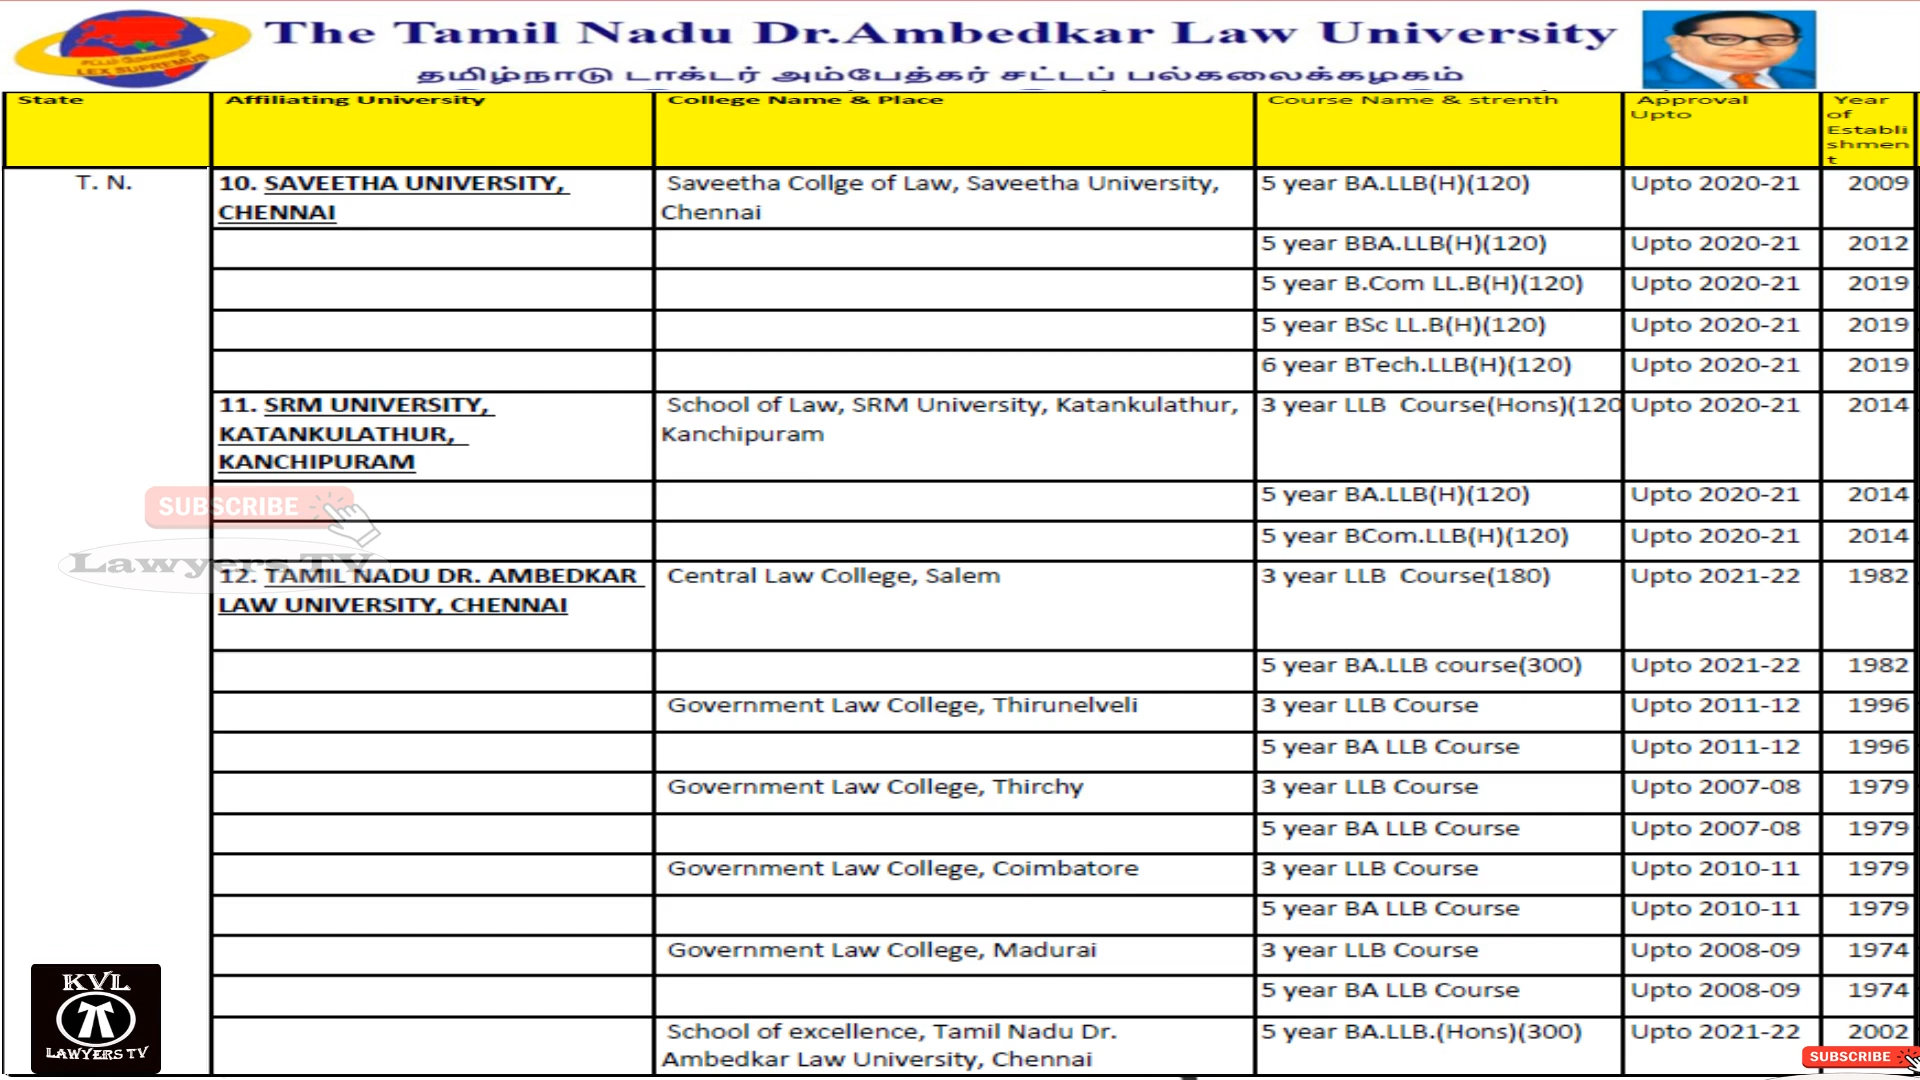 The Tamil Nadu Dr.Ambedkar Law University
தமிழ்நாடு டாக்டர் அம்பேத்கர் சட்டப் பல்கலைக்கழகம்
LEX SUPREMUS
State Affiliating University College Name & Place Course Name & strenth Approval Upto Year of Establi shmen t
T. N. 10. SAVEETHA UNIVERSITY, Saveetha Collge of Law, Saveetha University, 5 year BA.LLB(H)(120) Upto 2020-21 2009
CHENNAI Chennai
5 year BBA.LLB(H)(120) Upto 2020-21 2012
5 year B.Com LL.B(H)(120) Upto 2020-21 2019
5 year BSc LL.B(H)(120) Upto 2020-21 2019
6 year BTech.LLB(H)(120) Upto 2020-21 2019
11. SRM UNIVERSITY, School of Law, SRM University, Katankulathur, 3 year LLB Course(Hons)(120 Upto 2020-21 2014
KATANKULATHUR, Kanchipuram
KANCHIPURAM
5 year BA.LLB(H)(120) Upto 2020-21 2014
SUBSCRIBE
5 year BCom.LLB(H)(120) Upto 2020-21 2014
Lawyers TV
12. TAMIL NADU DR. AMBEDKAR Central Law College, Salem 3 year LLB Course(180) Upto 2021-22 1982
LAW UNIVERSITY, CHENNAI
5 year BA.LLB course(300) Upto 2021-22 1982
Government Law College, Thirunelveli 3 year LLB Course Upto 2011-12 1996
5 year BA LLB Course Upto 2011-12 1996
Government Law College, Thirchy 3 year LLB Course Upto 2007-08 1979
5 year BA LLB Course Upto 2007-08 1979
Government Law College, Coimbatore 3 year LLB Course Upto 2010-11 1979
5 year BA LLB Course Upto 2010-11 1979
Government Law College, Madurai 3 year LLB Course Upto 2008-09 1974
5 year BA LLB Course Upto 2008-09 1974
School of excellence, Tamil Nadu Dr. 5 year BA.LLB.(Hons)(300) Upto 2021-22 2002
Ambedkar Law University, Chennai
KVL
LAWYERS TV
SUBSCRIBE